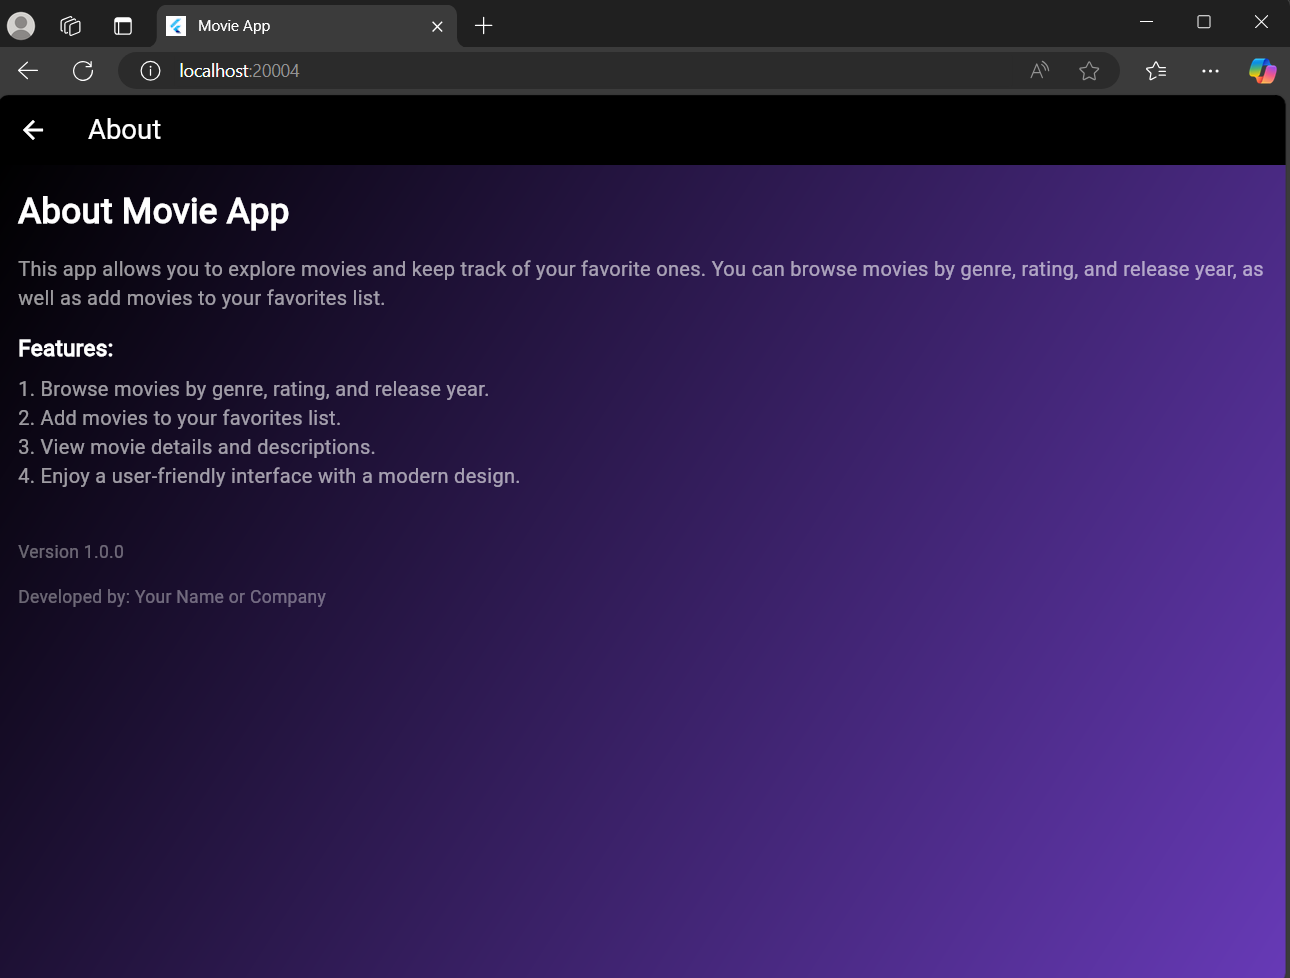 Movie App
localhost:20004
About
About Movie App
This app allows you to explore movies and keep track of your favorite ones. You can browse movies by genre, rating, and release year, as
well as add movies to your favorites list.
Features:
1. Browse movies by genre, rating, and release year.
2. Add movies to your favorites list.
3. View movie details and descriptions.
4. Enjoy a user-friendly interface with a modern design.
Version 1.0.0
Developed by: Your Name or Company